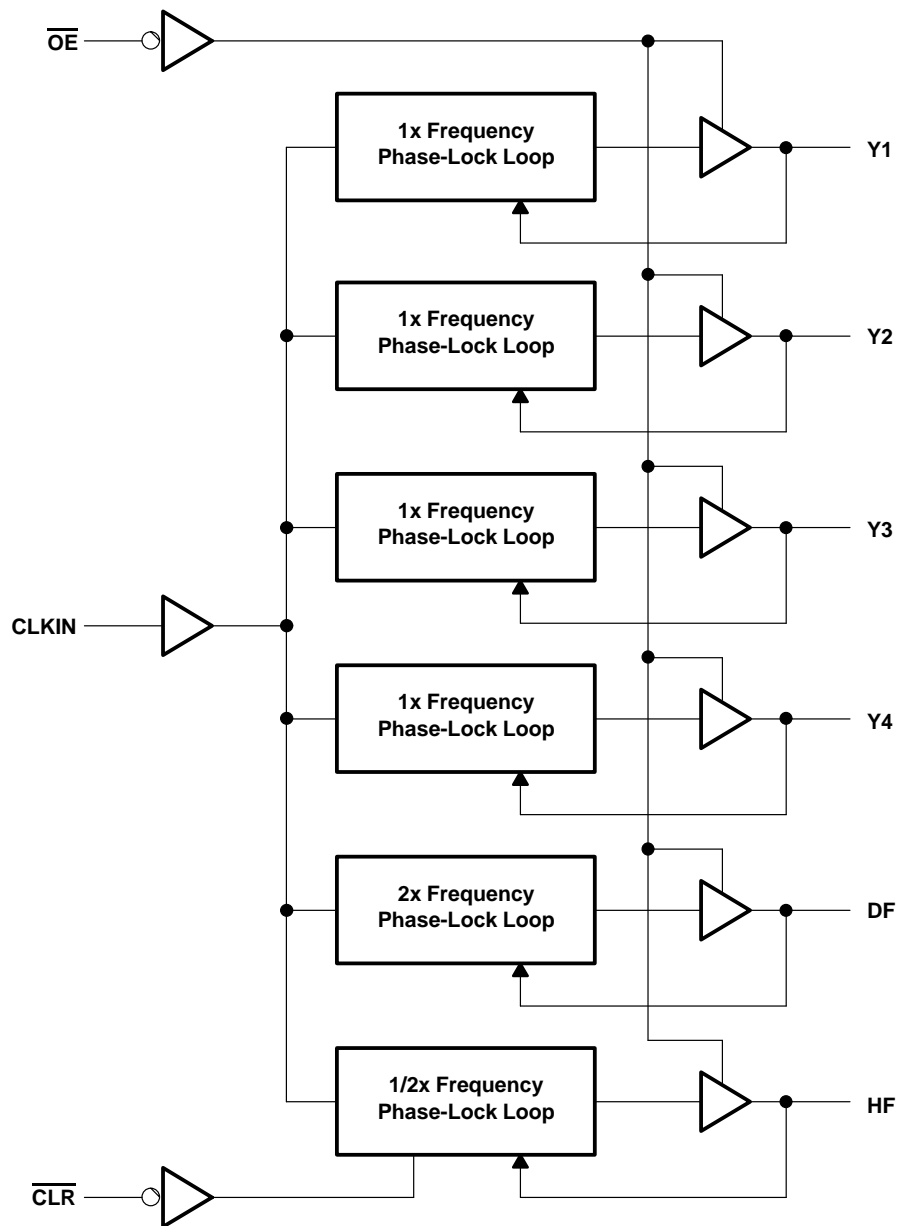 OE
1x Frequency
Phase-Lock Loop
Y1
1x Frequency
Phase-Lock Loop
Y2
1x Frequency
Phase-Lock Loop
Y3
CLKIN
1x Frequency
Phase-Lock Loop
Y4
2x Frequency
Phase-Lock Loop
DF
1/2x Frequency
Phase-Lock Loop
HF
CLR